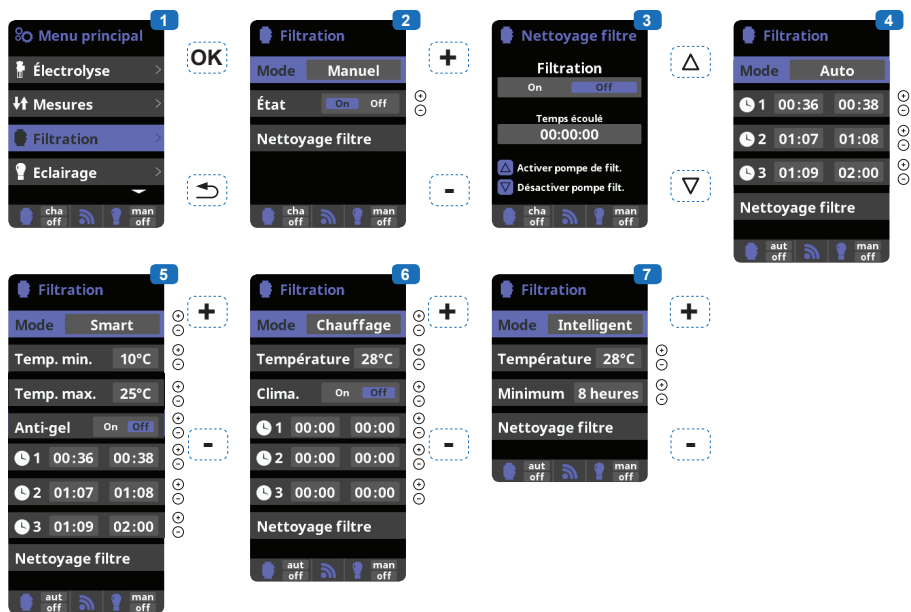 1
Menu principal
Électrolyse
Mesures
Filtration
Eclairage
cha off man off
OK
2
Filtration
Mode Manuel
État On Off
Nettoyage filtre
cha off man off
+
-
3
Nettoyage filtre
Filtration
On Off
Temps écoulé
00:00:00
Activer pompe de filt.
Désactiver pompe filt.
cha off man off
4
Filtration
Mode Auto
1 00:36 00:38
2 01:07 01:08
3 01:09 02:00
Nettoyage filtre
aut off man off
5
Filtration
Mode Smart
Temp. min. 10°C
Temp. max. 25°C
Anti-gel On Off
1 00:36 00:38
2 01:07 01:08
3 01:09 02:00
Nettoyage filtre
aut off man off
+
-
6
Filtration
Mode Chauffage
Température 28°C
Clima. On Off
1 00:00 00:00
2 00:00 00:00
3 00:00 00:00
Nettoyage filtre
aut off man off
+
-
7
Filtration
Mode Intelligent
Température 28°C
Minimum 8 heures
Nettoyage filtre
aut off man off
+
-